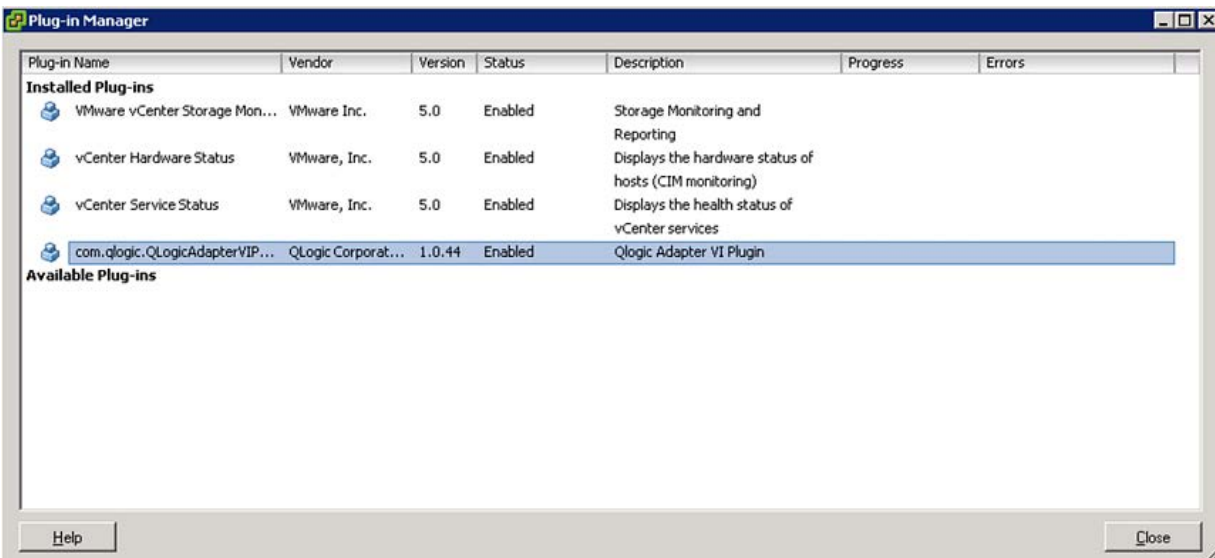 Plug-in Manager
Plug-in Name Vendor Version Status Description Progress Errors
Installed Plug-ins
VMware vCenter Storage Mon... VMware Inc. 5.0 Enabled Storage Monitoring and
Reporting
vCenter Hardware Status VMware, Inc. 5.0 Enabled Displays the hardware status of
hosts (CIM monitoring)
vCenter Service Status VMware, Inc. 5.0 Enabled Displays the health status of
vCenter services
com.qlogic.QLogicAdapterVIP... QLogic Corporat... 1.0.44 Enabled Qlogic Adapter VI Plugin
Available Plug-ins
Help Close